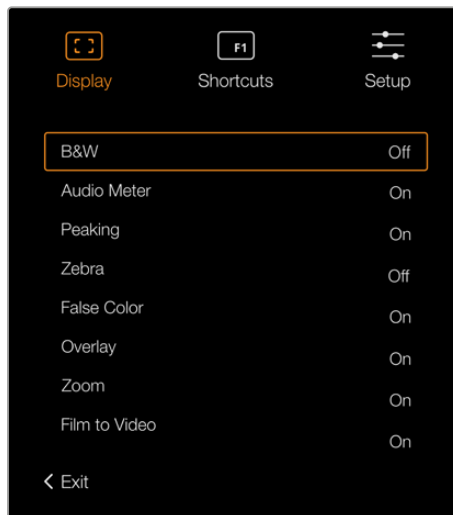 F1
Display Shortcuts Setup
B&W Off
Audio Meter On
Peaking On
Zebra Off
False Color On
Overlay On
Zoom On
Film to Video On
Exit